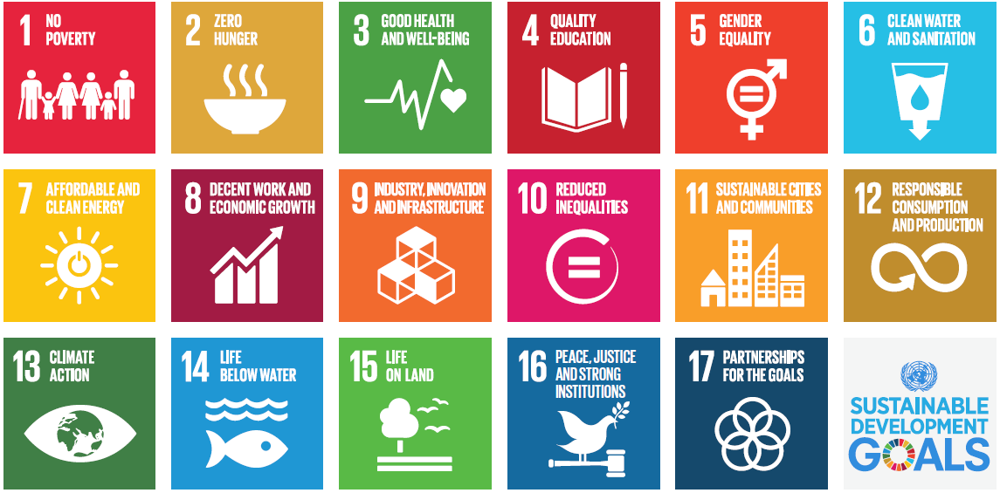 1 NO
POVERTY
2 ZERO
HUNGER
3 GOOD HEALTH
AND WELL-BEING
4 QUALITY
EDUCATION
5 GENDER
EQUALITY
6 CLEAN WATER
AND SANITATION
7 AFFORDABLE AND
CLEAN ENERGY
8 DECENT WORK AND
ECONOMIC GROWTH
9 INDUSTRY, INNOVATION
AND INFRASTRUCTURE
10 REDUCED
INEQUALITIES
11 SUSTAINABLE CITIES
AND COMMUNITIES
12 RESPONSIBLE
CONSUMPTION
AND PRODUCTION
13 CLIMATE
ACTION
14 LIFE
BELOW WATER
15 LIFE
ON LAND
16 PEACE, JUSTICE
AND STRONG
INSTITUTIONS
17 PARTNERSHIPS
FOR THE GOALS
SUSTAINABLE
DEVELOPMENT
GOALS